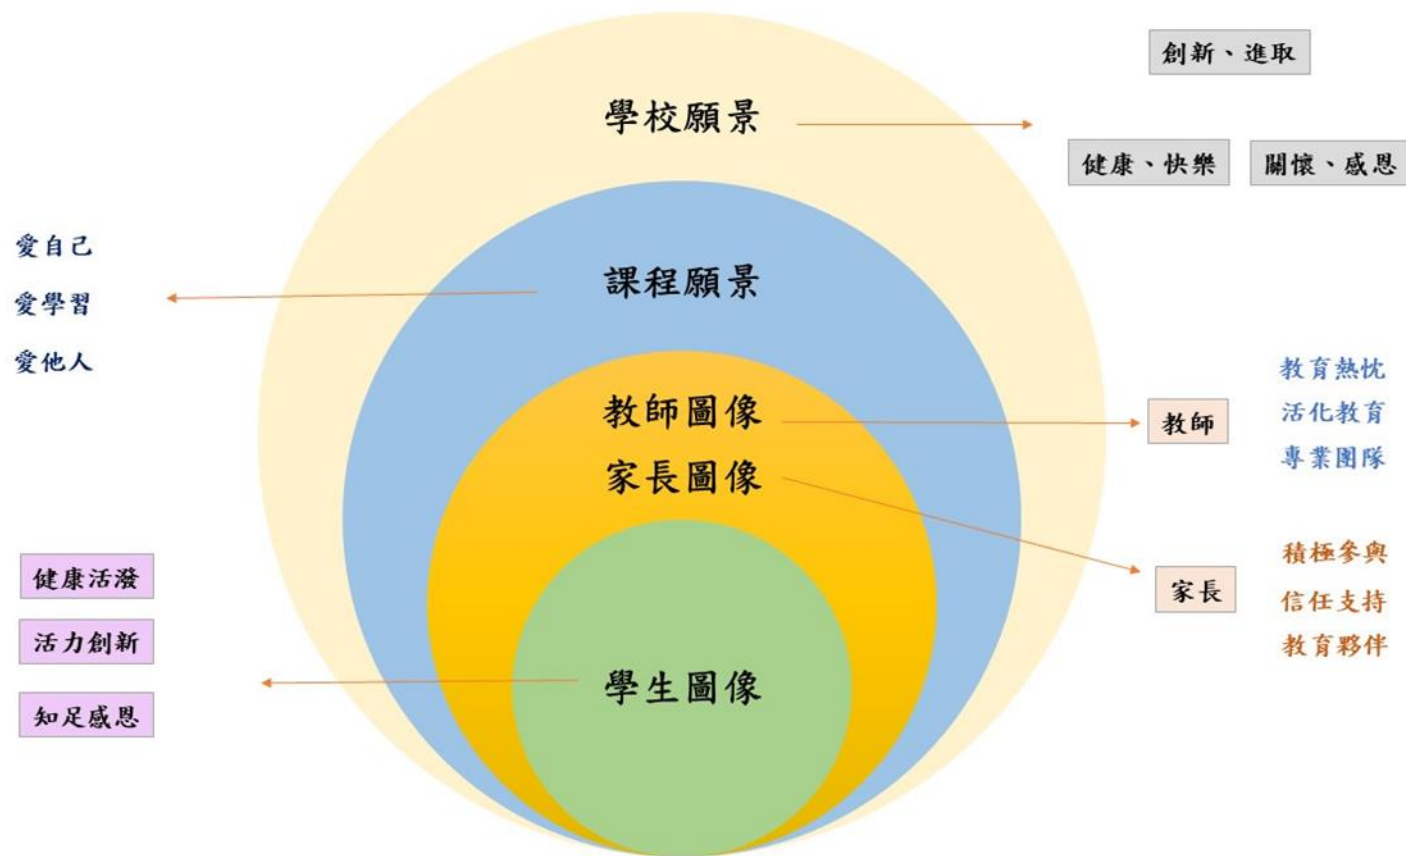 創新、進取
學校願景
健康、快樂
關懷、感恩
愛自己
愛學習
愛他人
課程願景
教師圖像
家長圖像
教師
教育熱忱
活化教育
專業團隊
家長
積極參與
信任支持
教育夥伴
健康活潑
活力創新
知足感恩
學生圖像